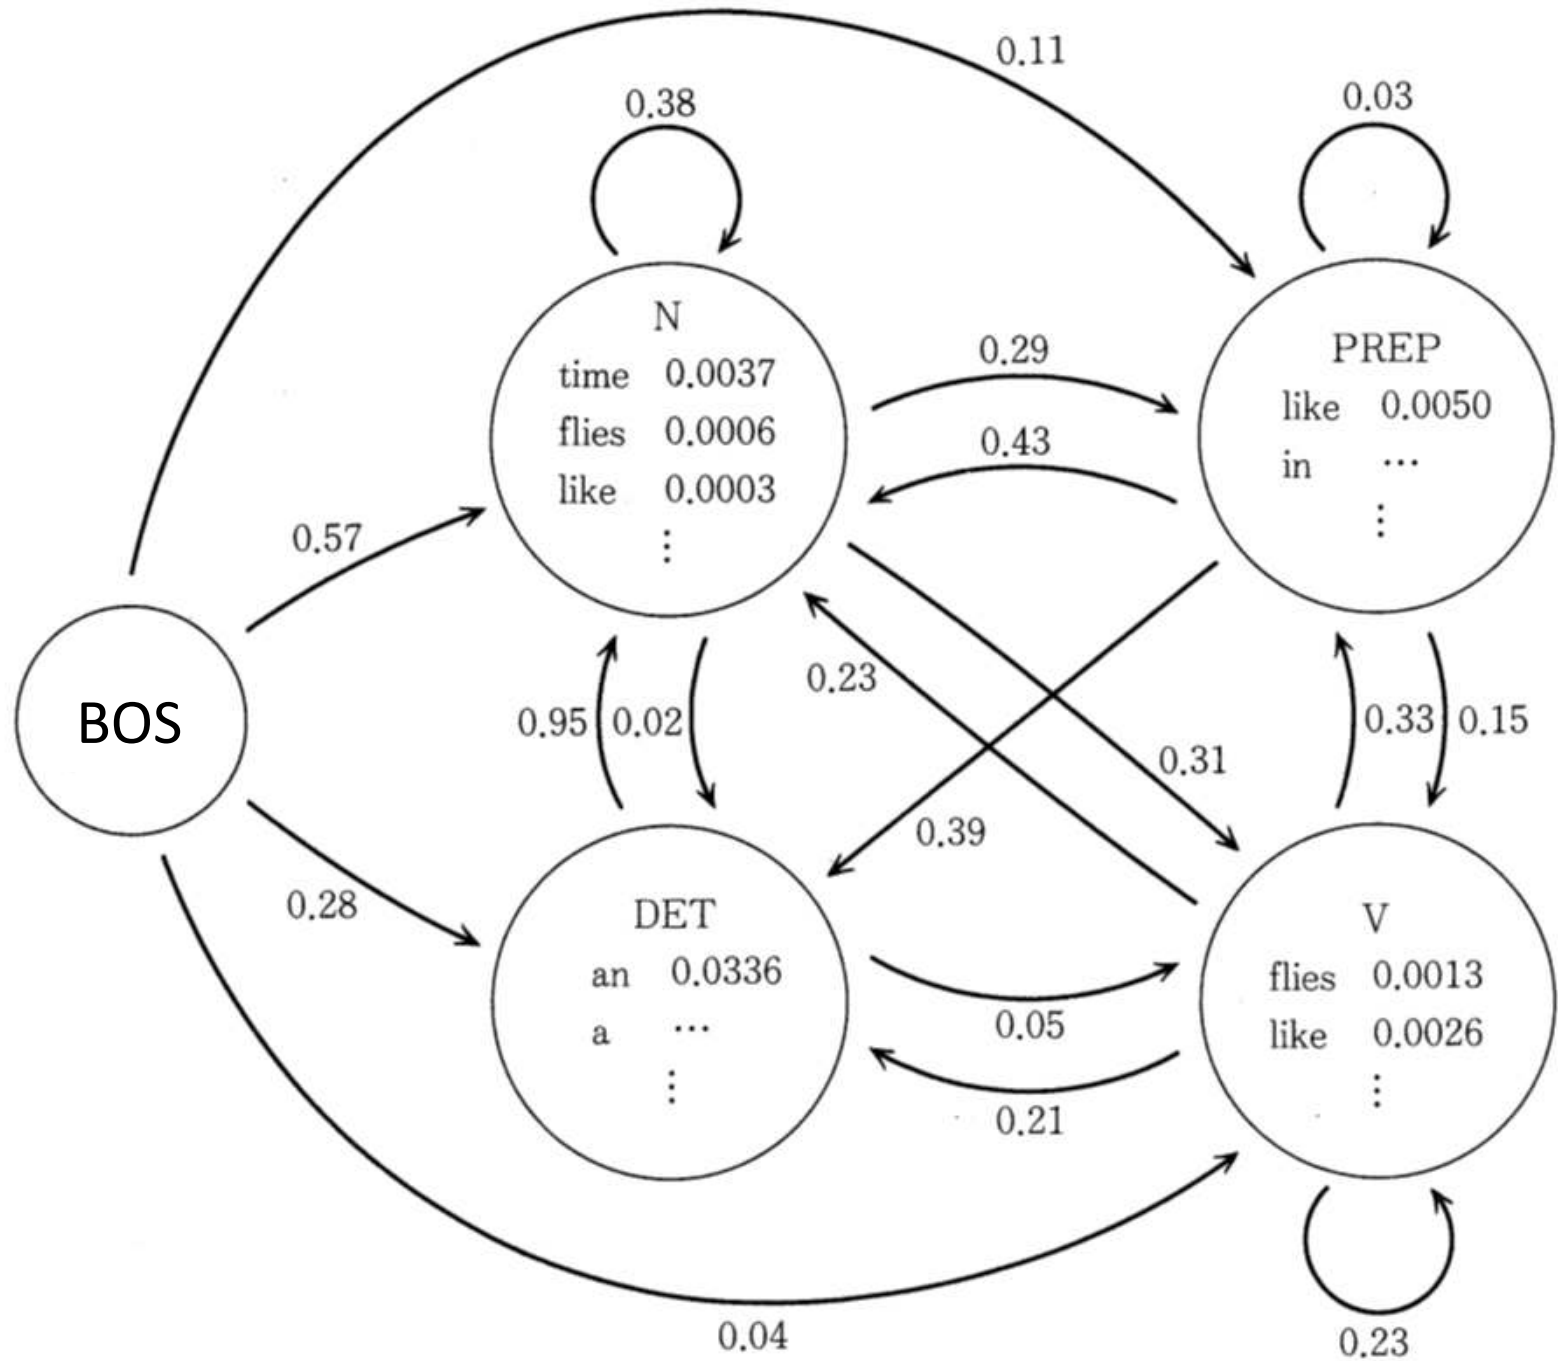 0.11
0.38
0.03
N
time 0.0037
flies 0.0006
like 0.0003
⋮
0.29
0.43
PREP
like 0.0050
in ⋯
⋮
0.57
BOS
0.95
0.02
0.23
0.31
0.39
0.33
0.15
0.28
DET
an 0.0336
a ⋯
⋮
0.05
0.21
V
flies 0.0013
like 0.0026
⋮
0.04
0.23